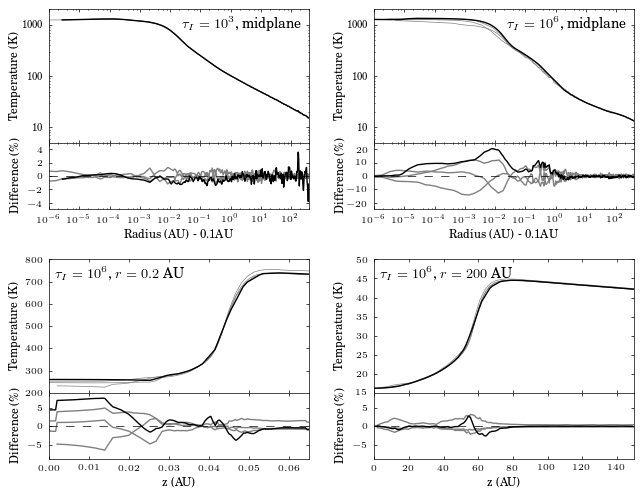 τ_I = 10^3, midplane
Temperature (K)
1000
100
10
Difference (%)
4
2
0
−2
−4
10^−6 10^−5 10^−4 10^−3 10^−2 10^−1 10^0 10^1 10^2
Radius (AU) - 0.1AU
τ_I = 10^6, midplane
Temperature (K)
1000
100
10
Difference (%)
20
10
0
−10
−20
10^−6 10^−5 10^−4 10^−3 10^−2 10^−1 10^0 10^1 10^2
Radius (AU) - 0.1AU
τ_I = 10^6, r = 0.2 AU
Temperature (K)
800
700
600
500
400
300
200
Difference (%)
5
0
−5
0.00 0.01 0.02 0.03 0.04 0.05 0.06
z (AU)
τ_I = 10^6, r = 200 AU
Temperature (K)
50
45
40
35
30
25
20
15
Difference (%)
5
0
−5
0 20 40 60 80 100 120 140
z (AU)